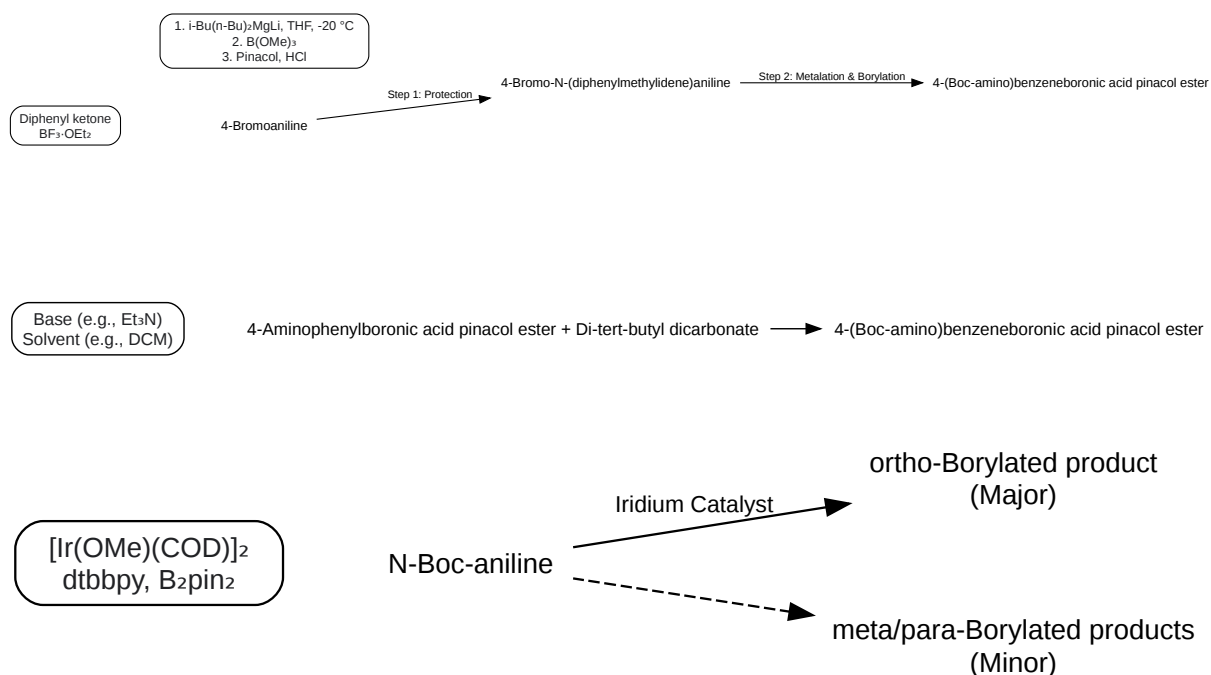 1. i-Bu(n-Bu)₂MgLi, THF, -20 °C
2. B(OMe)₃
3. Pinacol, HCl
Diphenyl ketone
BF₃·OEt₂
4-Bromoaniline
Step 1: Protection
4-Bromo-N-(diphenylmethylidene)aniline
Step 2: Metalation & Borylation
4-(Boc-amino)benzeneboronic acid pinacol ester
Base (e.g., Et₃N)
Solvent (e.g., DCM)
4-Aminophenylboronic acid pinacol ester + Di-tert-butyl dicarbonate
4-(Boc-amino)benzeneboronic acid pinacol ester
[Ir(OMe)(COD)]₂
dtbbpy, B₂pin₂
N-Boc-aniline
Iridium Catalyst
ortho-Borylated product
(Major)
meta/para-Borylated products
(Minor)